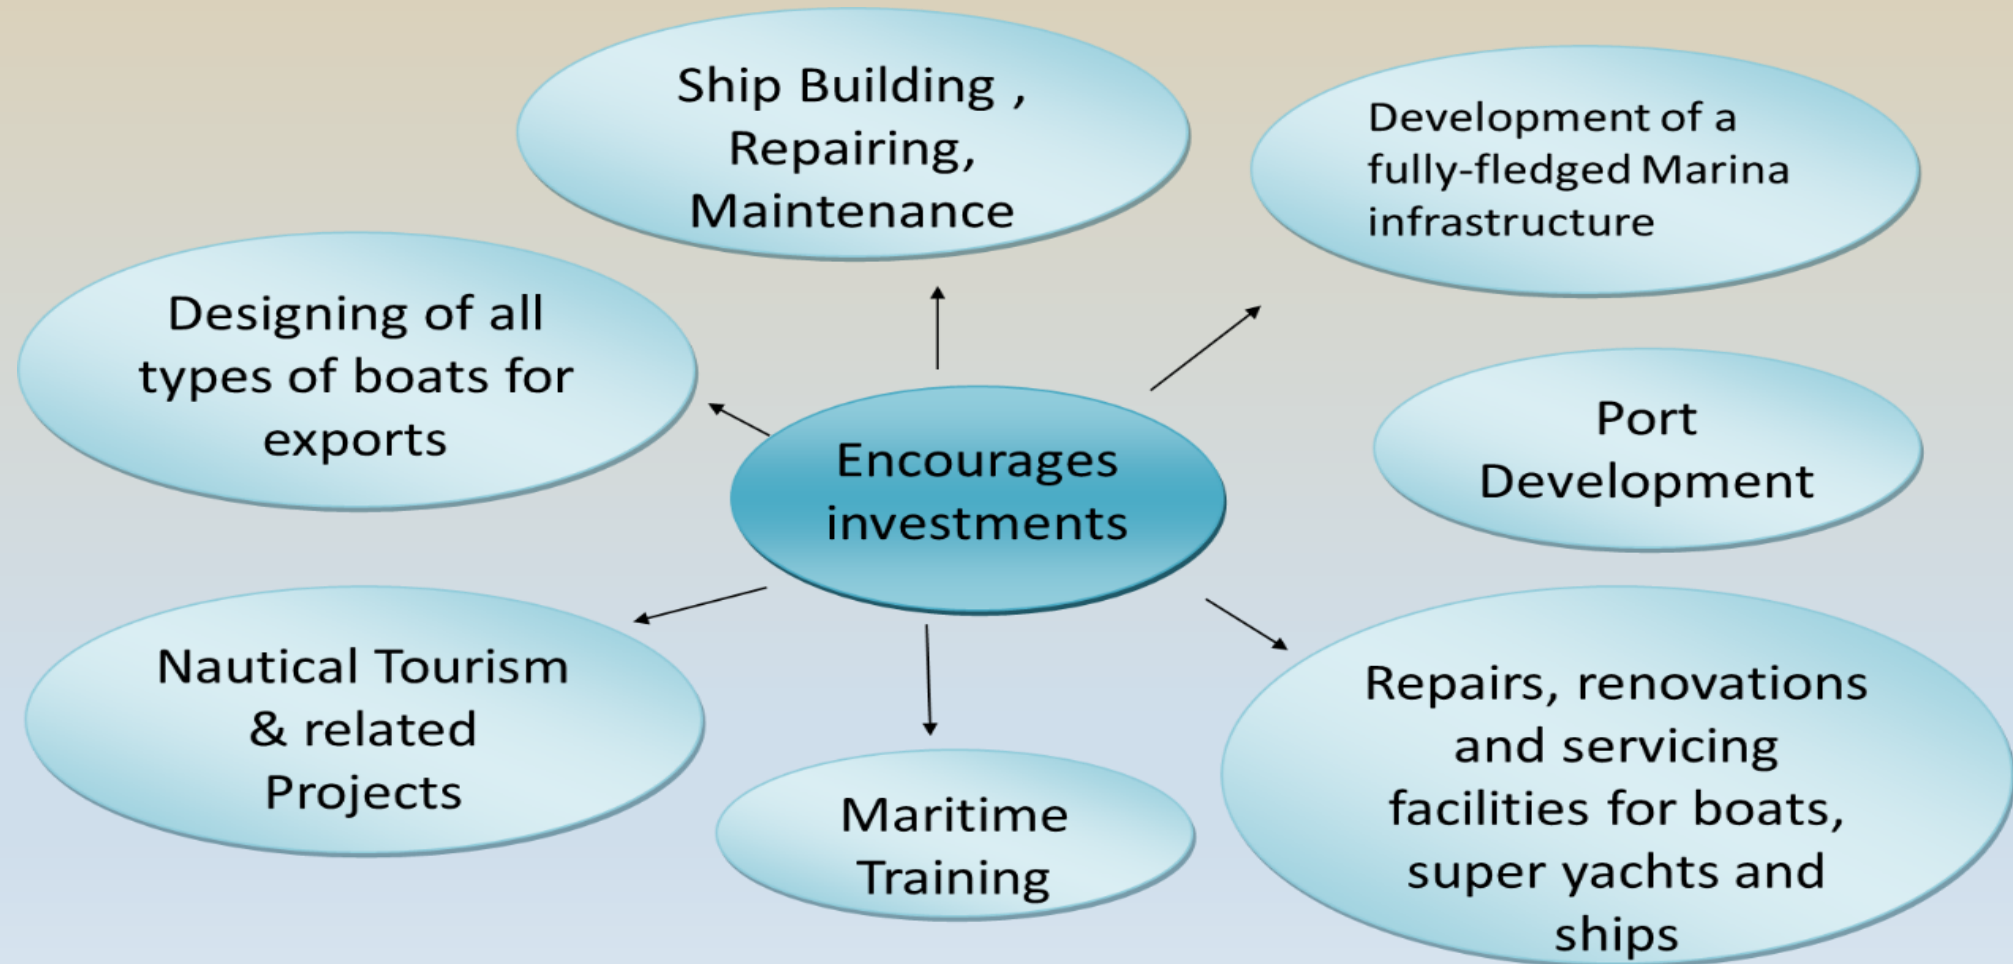 Ship Building ,
Repairing,
Maintenance
Development of a
fully-fledged Marina
infrastructure
Designing of all
types of boats for
exports
Encourages
investments
Port
Development
Nautical Tourism
& related
Projects
Maritime
Training
Repairs, renovations
and servicing
facilities for boats,
super yachts and
ships